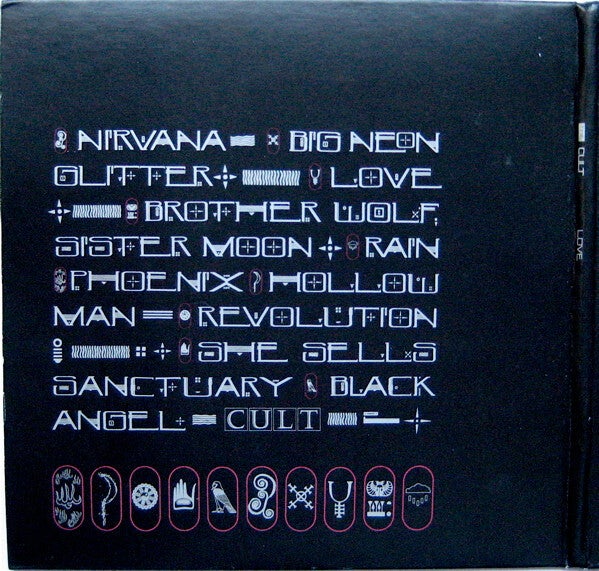 NIRVANA BIG NEON
GLITTER LOVE
BROTHER WOLF,
SISTER MOON RAIN
PHOENIX HOLLOW
MAN REVOLUTION
SHE SELLS
SANCTUARY BLACK
ANGEL CULT
CULT LOVE